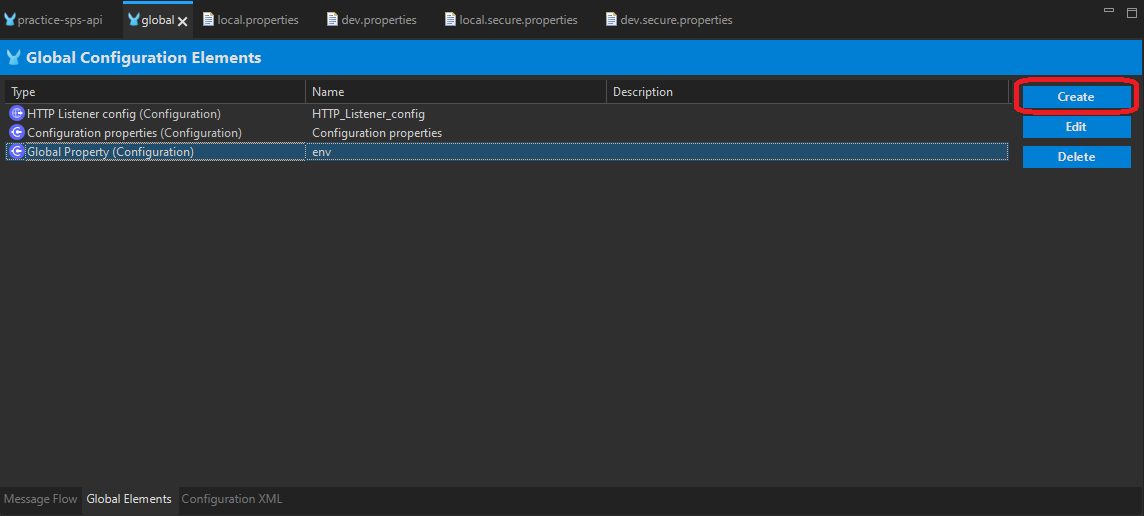 practice-sps-api global local.properties dev.properties local.secure.properties dev.secure.properties
Global Configuration Elements
Type Name Description
Create
HTTP Listener config (Configuration) HTTP_Listener_config
Edit
Configuration properties (Configuration) Configuration properties
Global Property (Configuration) env
Delete
Message Flow Global Elements Configuration XML